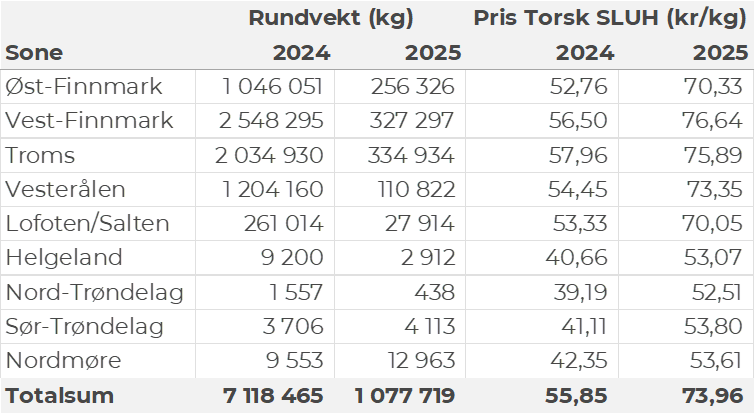 Rundvekt (kg) Pris Torsk SLUH (kr/kg)
Sone 2024 2025 2024 2025
Øst-Finnmark 1 046 051 256 326 52,76 70,33
Vest-Finnmark 2 548 295 327 297 56,50 76,64
Troms 2 034 930 334 934 57,96 75,89
Vesterålen 1 204 160 110 822 54,45 73,35
Lofoten/Salten 261 014 27 914 53,33 70,05
Helgeland 9 200 2 912 40,66 53,07
Nord-Trøndelag 1 557 438 39,19 52,51
Sør-Trøndelag 3 706 4 113 41,11 53,80
Nordmøre 9 553 12 963 42,35 53,61
Totalsum 7 118 465 1 077 719 55,85 73,96